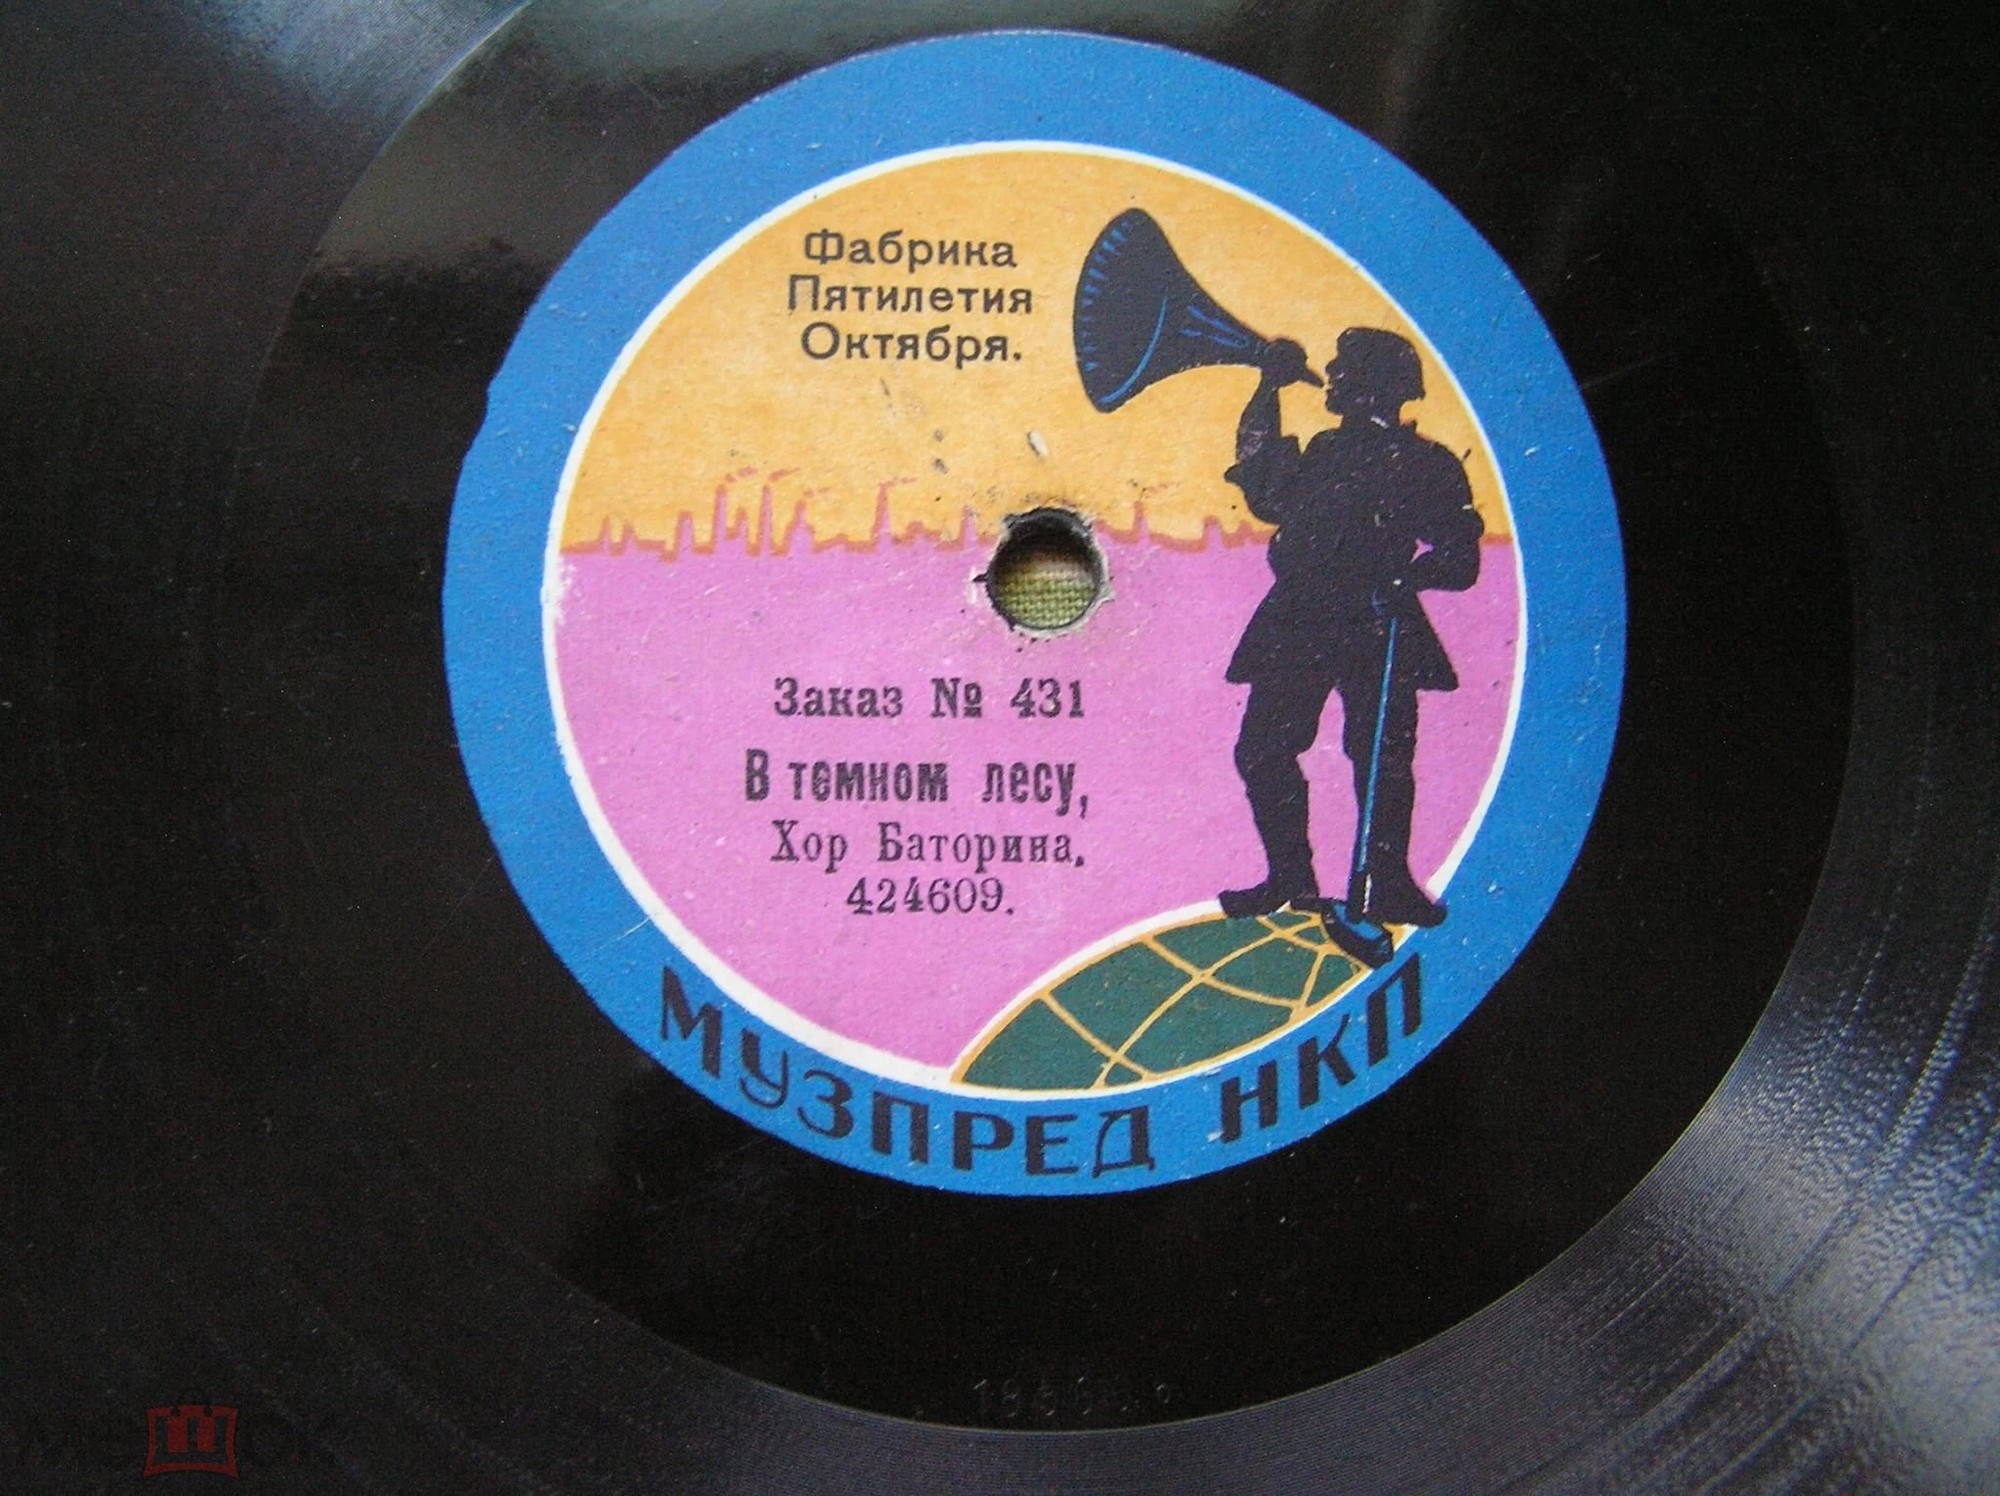 Фабрика
Пятилетия
Октября.
Заказ № 431
В темном лесу,
Хор Баторина.
424609.
МУЗПРЕД НКП